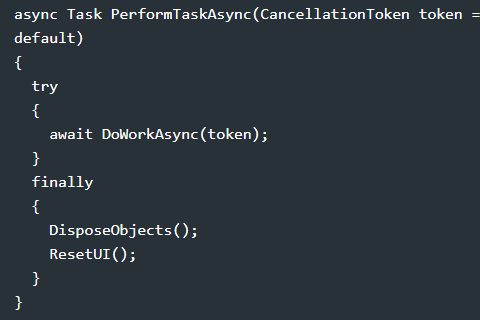 async Task PerformTaskAsync(CancellationToken token =
default)
{
  try
  {
    await DoWorkAsync(token);
  }
  finally
  {
    DisposeObjects();
    ResetUI();
  }
}